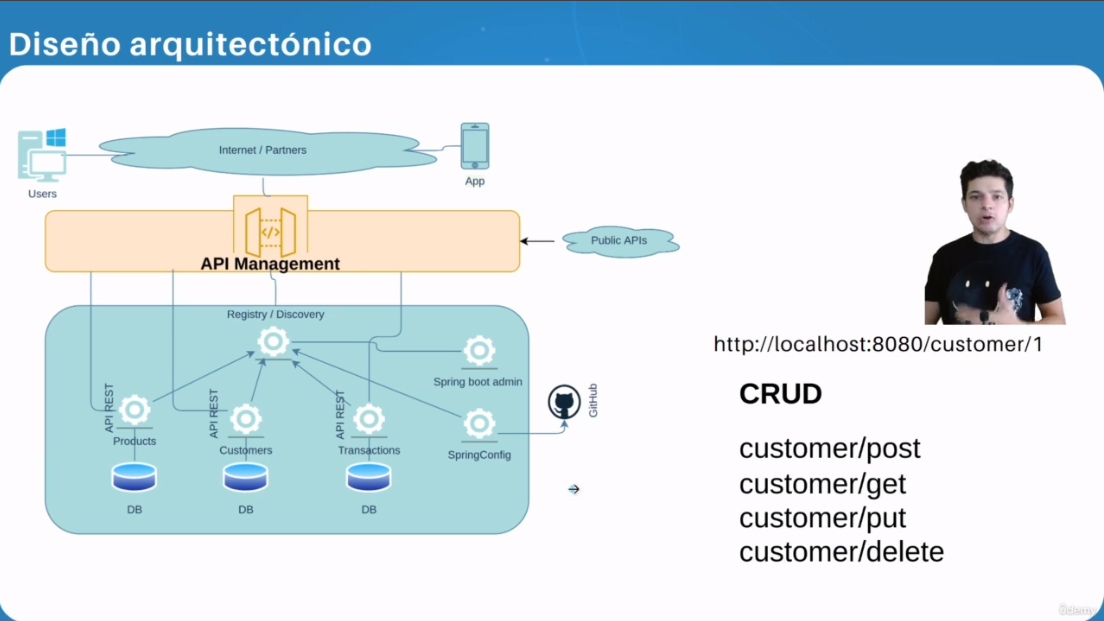 Diseño arquitectónico
Internet / Partners
Users
App
API Management
Public APIs
Registry / Discovery
Spring boot admin
API REST
Products
API REST
Customers
API REST
Transactions
SpringConfig
GitHub
DB
DB
DB
http://localhost:8080/customer/1
CRUD
customer/post
customer/get
customer/put
customer/delete
ûdemy